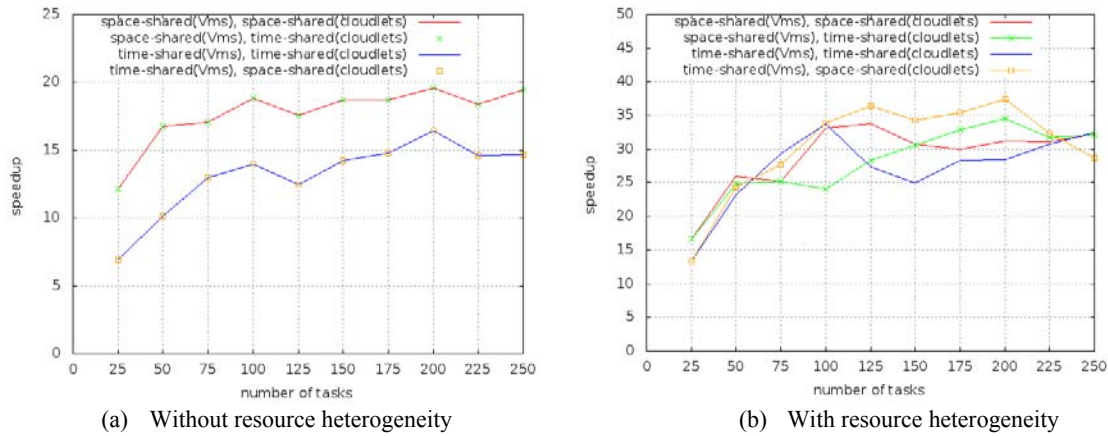 space-shared(Vms), space-shared(cloudlets)
space-shared(Vms), time-shared(cloudlets)
time-shared(Vms), time-shared(cloudlets)
time-shared(Vms), space-shared(cloudlets)
25
20
15
10
5
0
speedup
0 25 50 75 100 125 150 175 200 225 250
number of tasks
(a) Without resource heterogeneity
space-shared(Vms), space-shared(cloudlets)
space-shared(Vms), time-shared(cloudlets)
time-shared(Vms), time-shared(cloudlets)
time-shared(Vms), space-shared(cloudlets)
50
45
40
35
30
25
20
15
10
5
0
speedup
0 25 50 75 100 125 150 175 200 225 250
number of tasks
(b) With resource heterogeneity